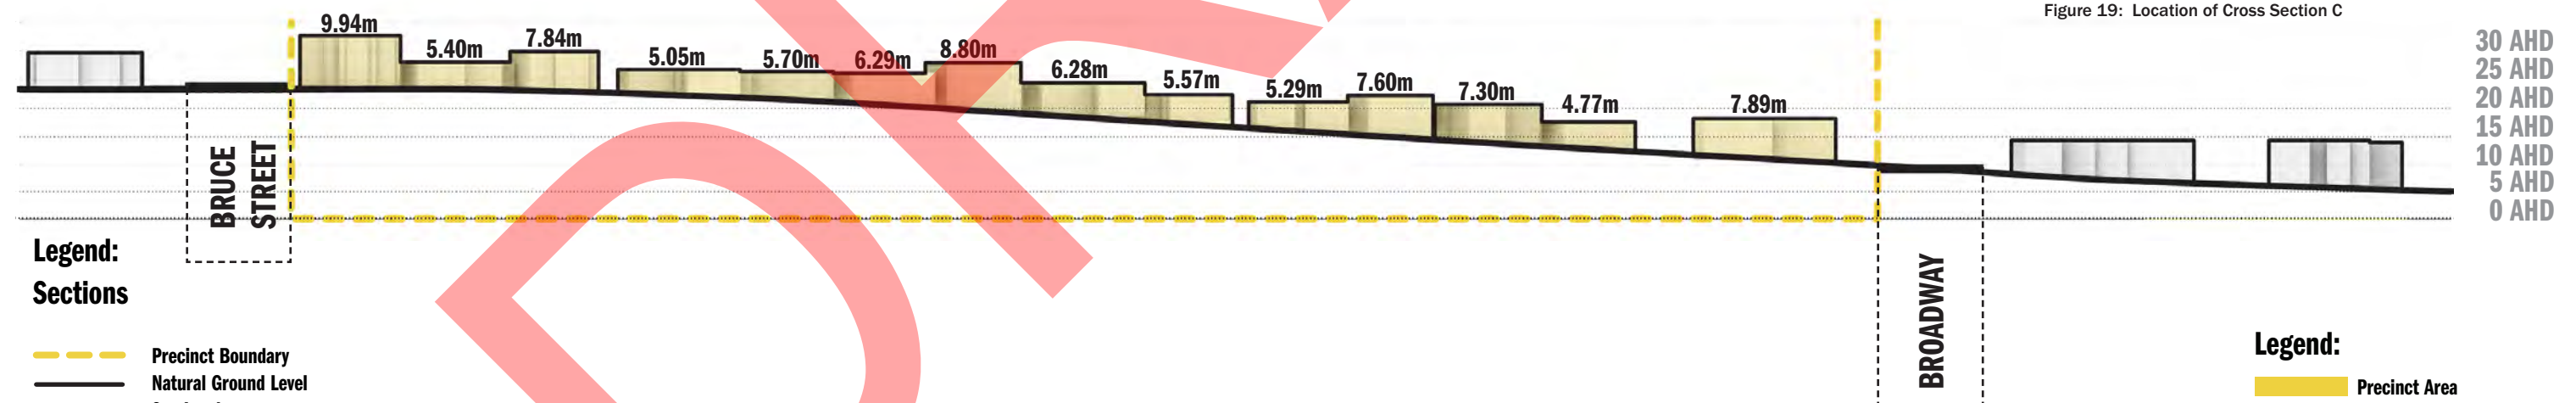 Figure 19: Location of Cross Section C
9.94m
5.40m
7.84m
5.05m
5.70m
6.29m
8.80m
6.28m
5.57m
5.29m
7.60m
7.30m
4.77m
7.89m
30 AHD
25 AHD
20 AHD
15 AHD
10 AHD
5 AHD
0 AHD
BRUCE
STREET
BROADWAY
Legend:
Sections
Precinct Boundary
Natural Ground Level
Legend:
Precinct Area